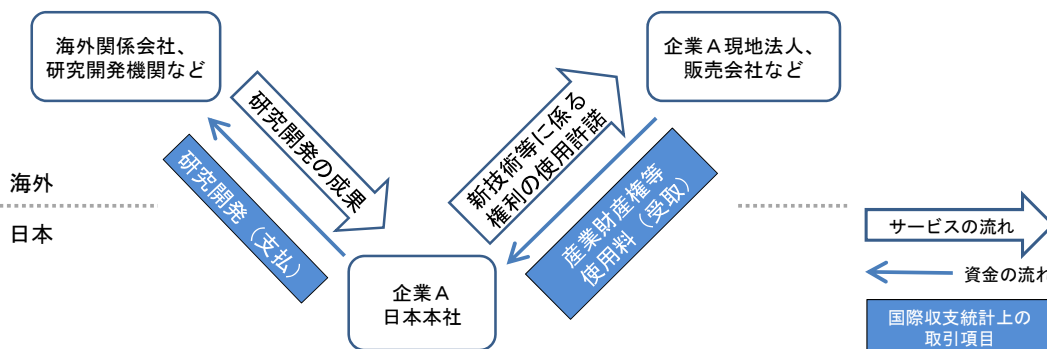 海外関係会社、
研究開発機関など
企業Ａ現地法人、
販売会社など
研究開発の成果
研究開発（支払）
新技術等に係る
権利の使用許諾
産業財産権等
使用料（受取）
海外
日本
企業Ａ
日本本社
サービスの流れ
資金の流れ
国際収支統計上の
取引項目